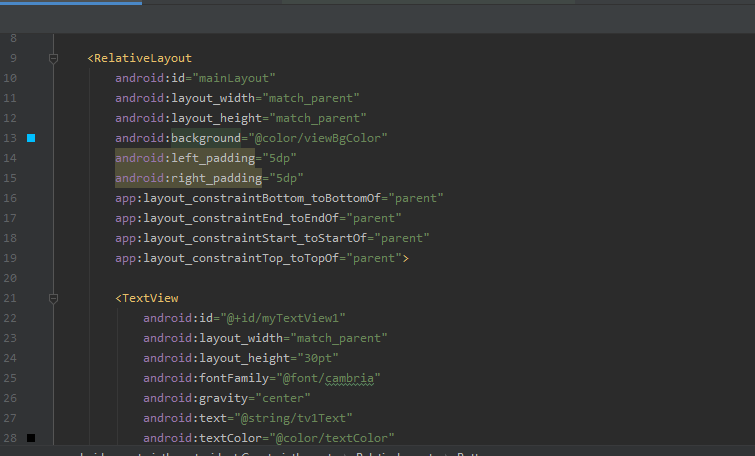 8
9 <RelativeLayout
10 android:id="mainLayout"
11 android:layout_width="match_parent"
12 android:layout_height="match_parent"
13 android:background="@color/viewBgColor"
14 android:left_padding="5dp"
15 android:right_padding="5dp"
16 app:layout_constraintBottom_toBottomOf="parent"
17 app:layout_constraintEnd_toEndOf="parent"
18 app:layout_constraintStart_toStartOf="parent"
19 app:layout_constraintTop_toTopOf="parent">
20
21 <TextView
22 android:id="@+id/myTextView1"
23 android:layout_width="match_parent"
24 android:layout_height="30pt"
25 android:fontFamily="@font/cambria"
26 android:gravity="center"
27 android:text="@string/tv1Text"
28 android:textColor="@color/textColor"